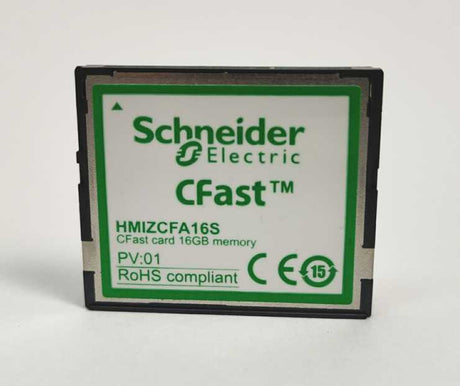 Schneider
Electric
CFast™
HMIZCFA16S
CFast card 16GB memory
PV:01
RoHS compliant
CE 15